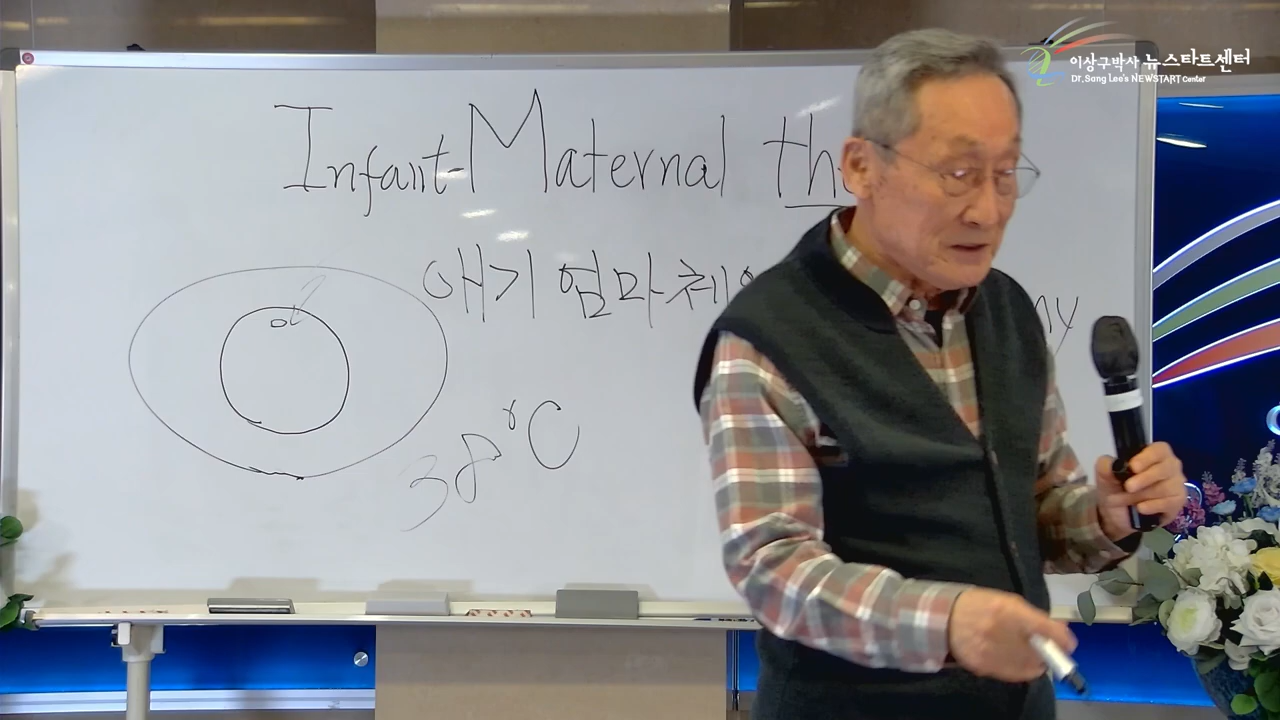 이상구박사 뉴스타트센터
Dr. Sang Lee's NEWSTART Center
Infant-Maternal
애기 엄마 체
38°C